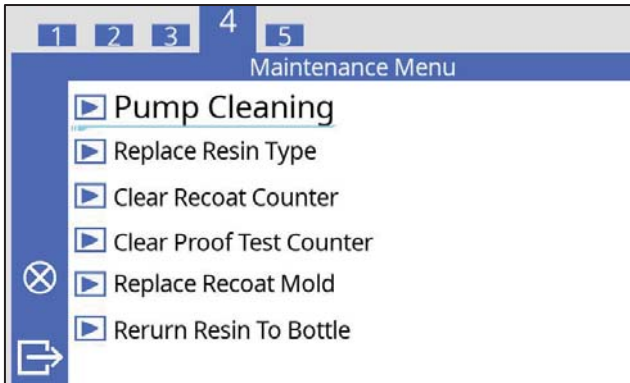 1 2 3 4 5
Maintenance Menu
Pump Cleaning
Replace Resin Type
Clear Recoat Counter
Clear Proof Test Counter
Replace Recoat Mold
Rerurn Resin To Bottle